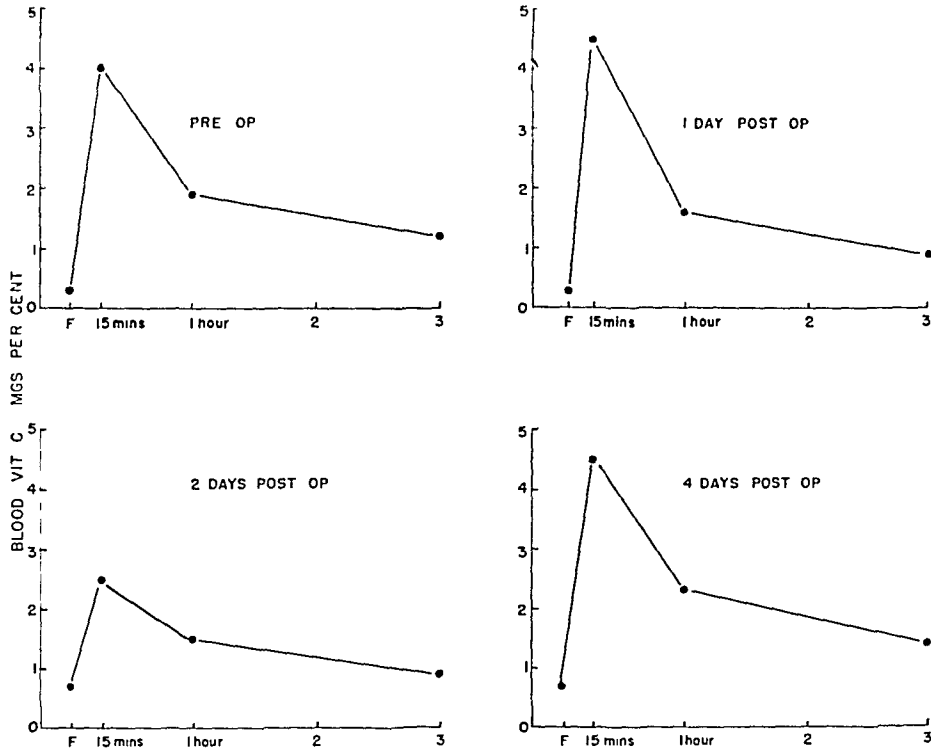 BLOOD VIT C MGS PER CENT
5
4
3
2
1
0
PRE OP
F 15 mins 1 hour 2 3
5
4
3
2
1
0
1 DAY POST OP
F 15 mins 1 hour 2 3
5
4
3
2
1
0
2 DAYS POST OP
F 15 mins 1 hour 2 3
5
4
3
2
1
0
4 DAYS POST OP
F 15 mins 1 hour 2 3